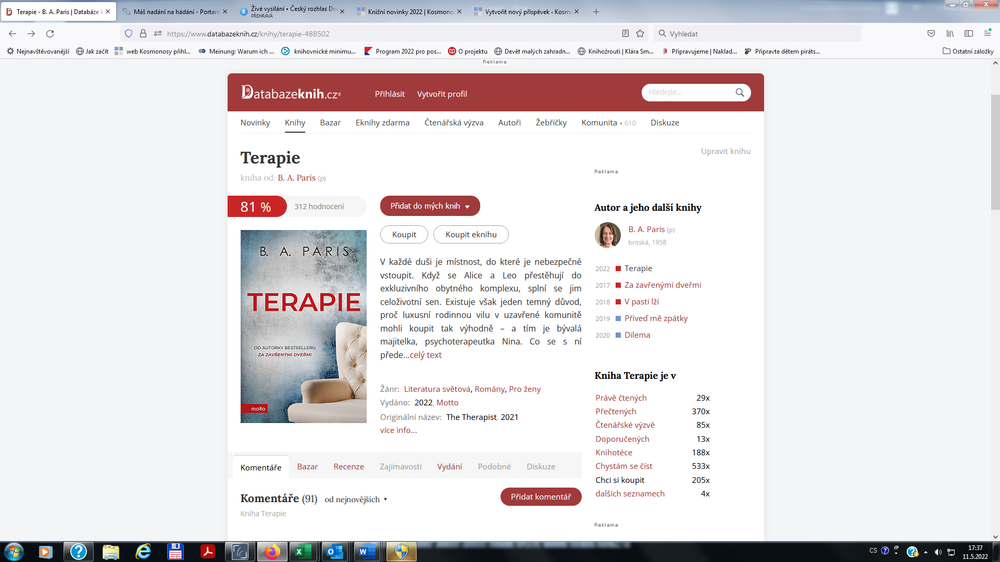 Terapie - B. A. Paris | Databáze k
Máš nadání na hádání - Portaro
Živé vysílání • Český rozhlas Dvo
PŘEHRÁVÁ
Knižní novinky 2022 | Kosmonos
Vytvořit nový příspěvek ‹ Kosmo
https://www.databazeknih.cz/knihy/terapie-488502
Vyhledat
Nejnavštěvovanější
Jak začít
web Kosmonosy přihl...
Meinung: Warum ich ...
knihovnické minimu...
Program 2022 pro pos...
O projektu
Devět malých zahradn...
Knihožrouti | Klára Sm...
Připravujeme | Naklad...
Připravte dětem piráts...
Ostatní záložky
Reklama
Databazeknih.cz®
Přihlásit
Vytvořit profil
Hledejte...
Novinky
Knihy
Bazar
Eknihy zdarma
Čtenářská výzva
Autoři
Žebříčky
Komunita • 610
Diskuze
Terapie
Upravit knihu
kniha od: B. A. Paris (p)
Reklama
81 %
312 hodnocení
Přidat do mých knih
Koupit
Koupit eknihu
B. A. PARIS
TERAPIE
OD AUTORKY BESTSELLERU
ZA ZAVŘENÝMI DVEŘMI
motto
V každé duši je místnost, do které je nebezpečné
vstoupit. Když se Alice a Leo přestěhují do
exkluzivního obytného komplexu, splní se jim
celoživotní sen. Existuje však jeden temný důvod,
proč luxusní rodinnou vilu v uzavřené komunitě
mohli koupit tak výhodně – a tím je bývalá
majitelka, psychoterapeutka Nina. Co se s ní
přede...celý text
Žánr: Literatura světová, Romány, Pro ženy
Vydáno: 2022, Motto
Originální název: The Therapist, 2021
více info...
Autor a jeho další knihy
B. A. Paris (p)
britská, 1958
2022 Terapie
2017 Za zavřenými dveřmi
2018 V pasti lží
2019 Přiveď mě zpátky
2020 Dilema
Kniha Terapie je v
Právě čtených 29x
Přečtených 370x
Čtenářské výzvě 85x
Doporučených 13x
Knihotéce 188x
Chystám se číst 533x
Chci si koupit 205x
dalších seznamech 4x
Reklama
Komentáře
Bazar
Recenze
Zajímavosti
Vydání
Podobné
Diskuze
Komentáře (91) od nejnovějších
Přidat komentář
Kniha Terapie
CS
17:37
11.5.2022